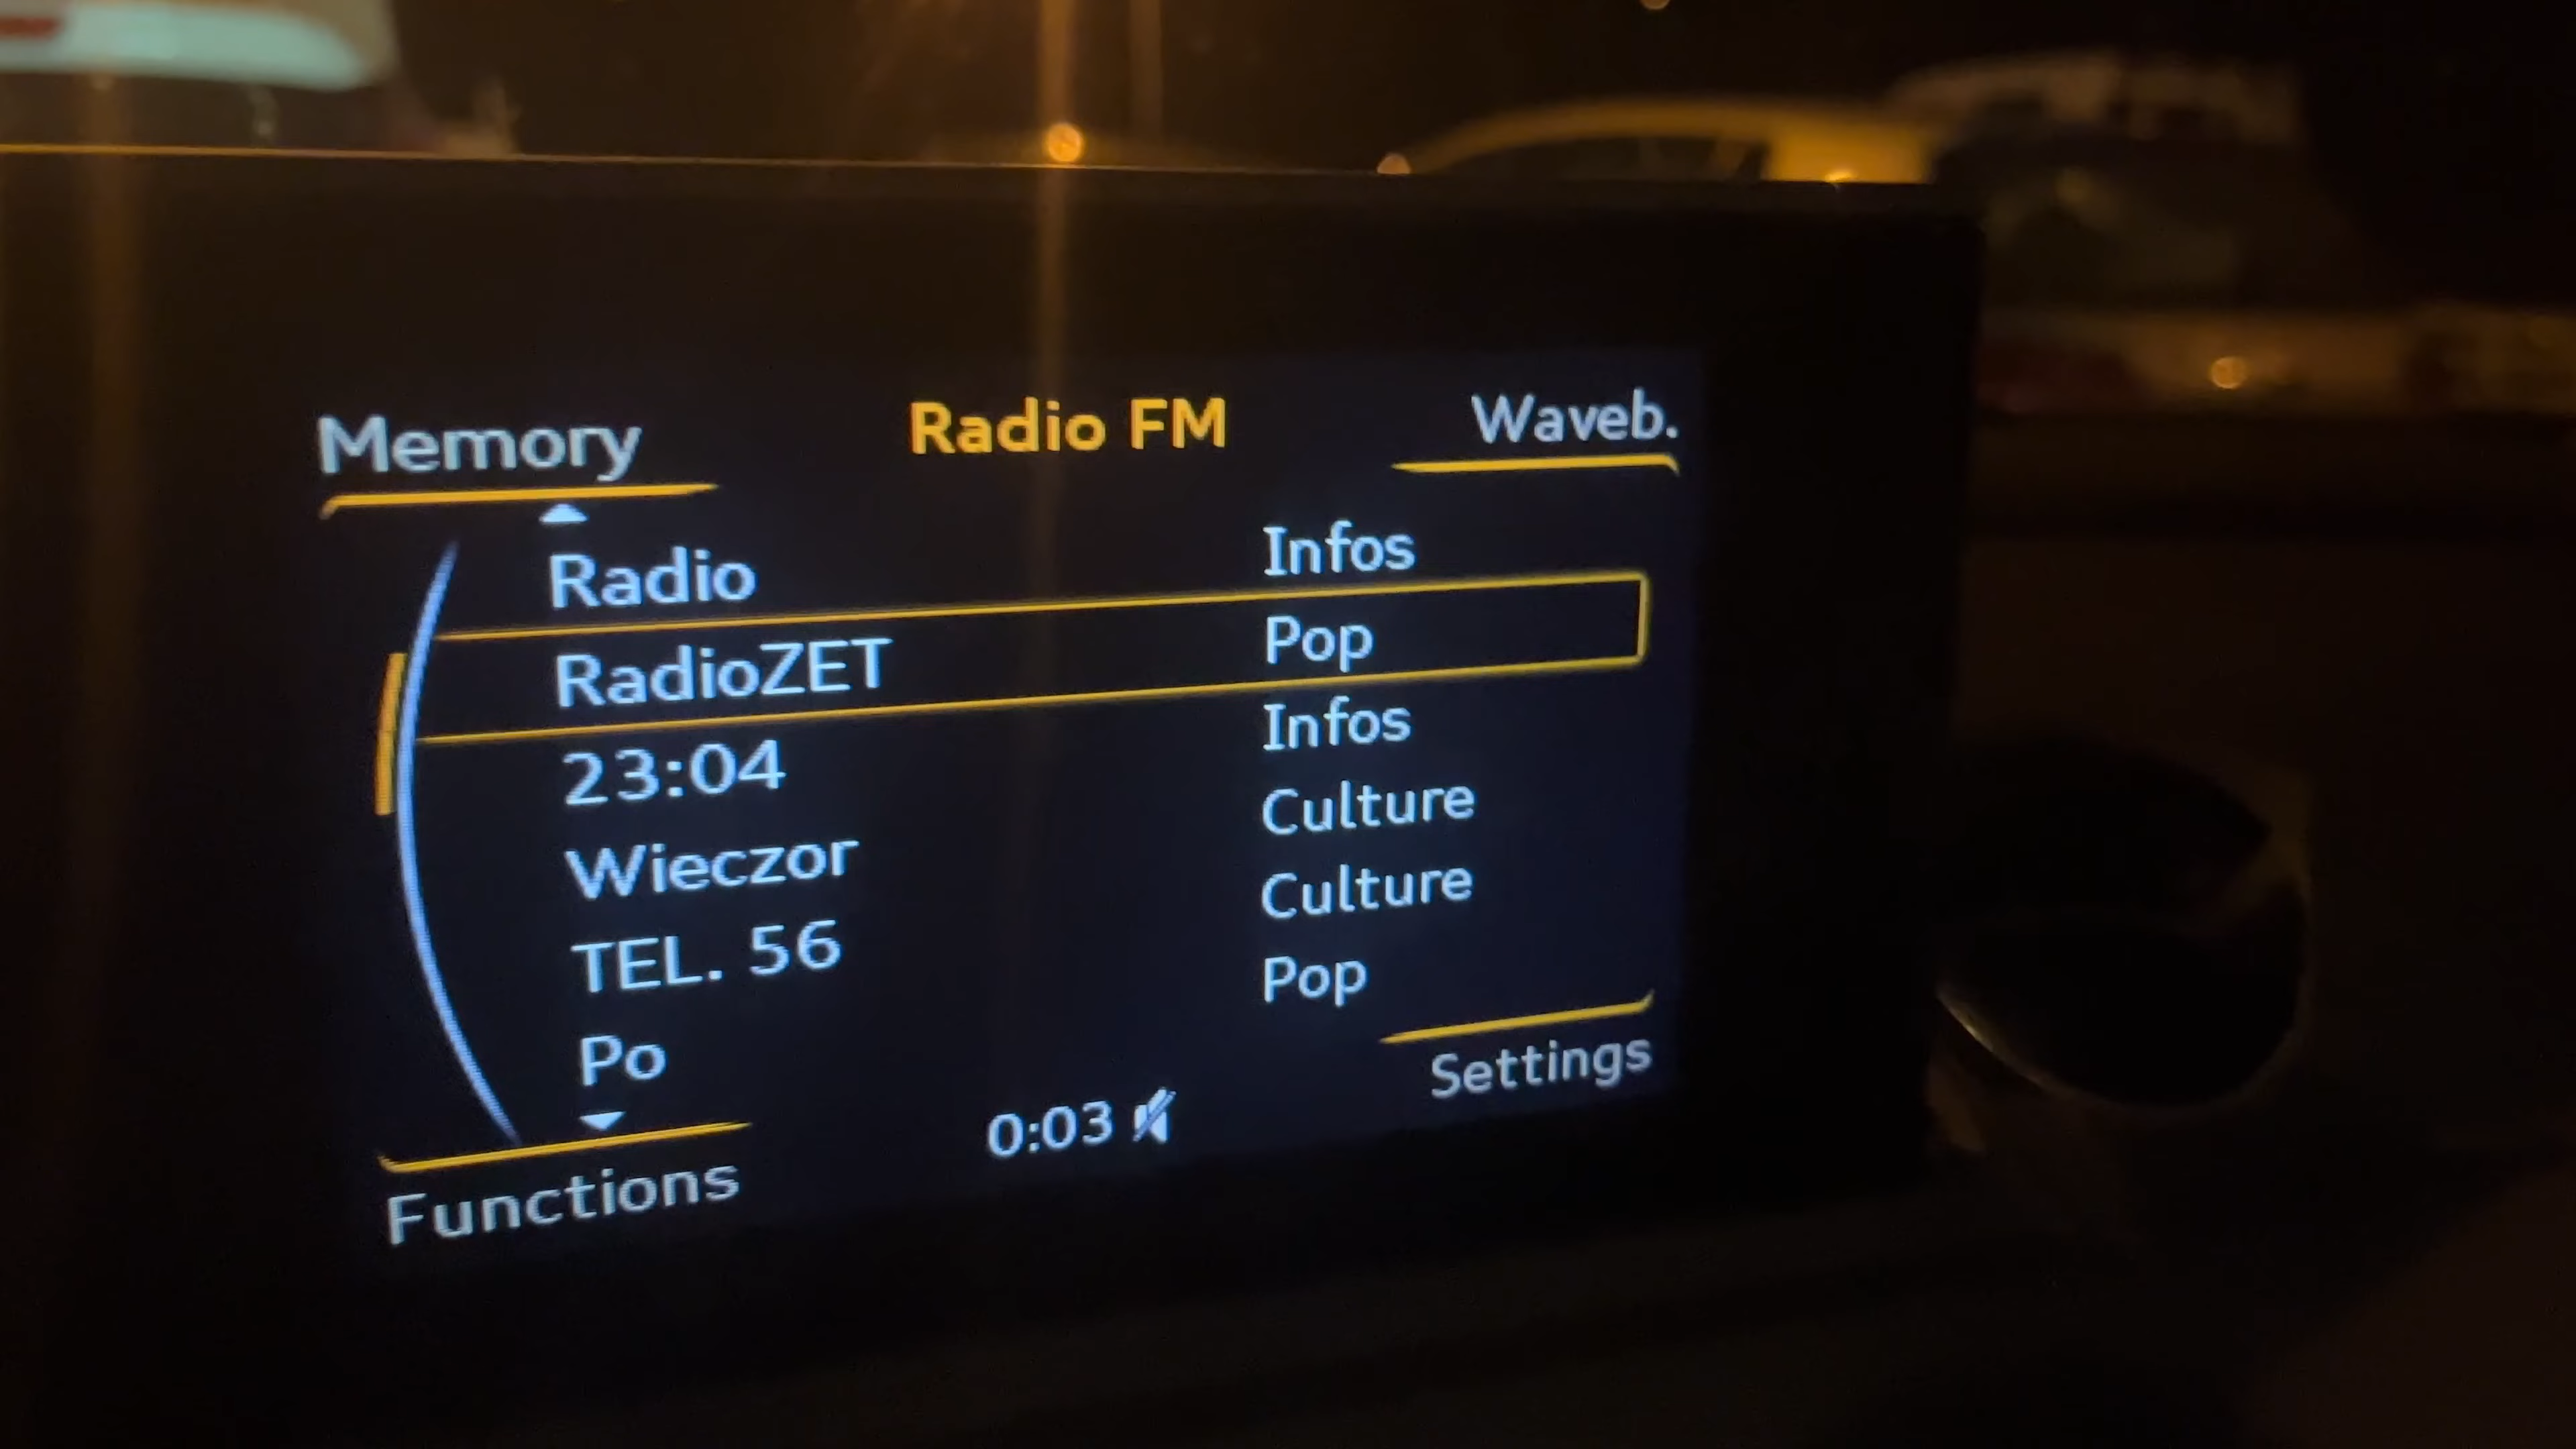 Memory Radio FM Waveb.
Radio Infos
RadioZET Pop
23:04 Infos
Wieczor Culture
TEL. 56 Culture
Po Pop
Functions 0:03 Settings